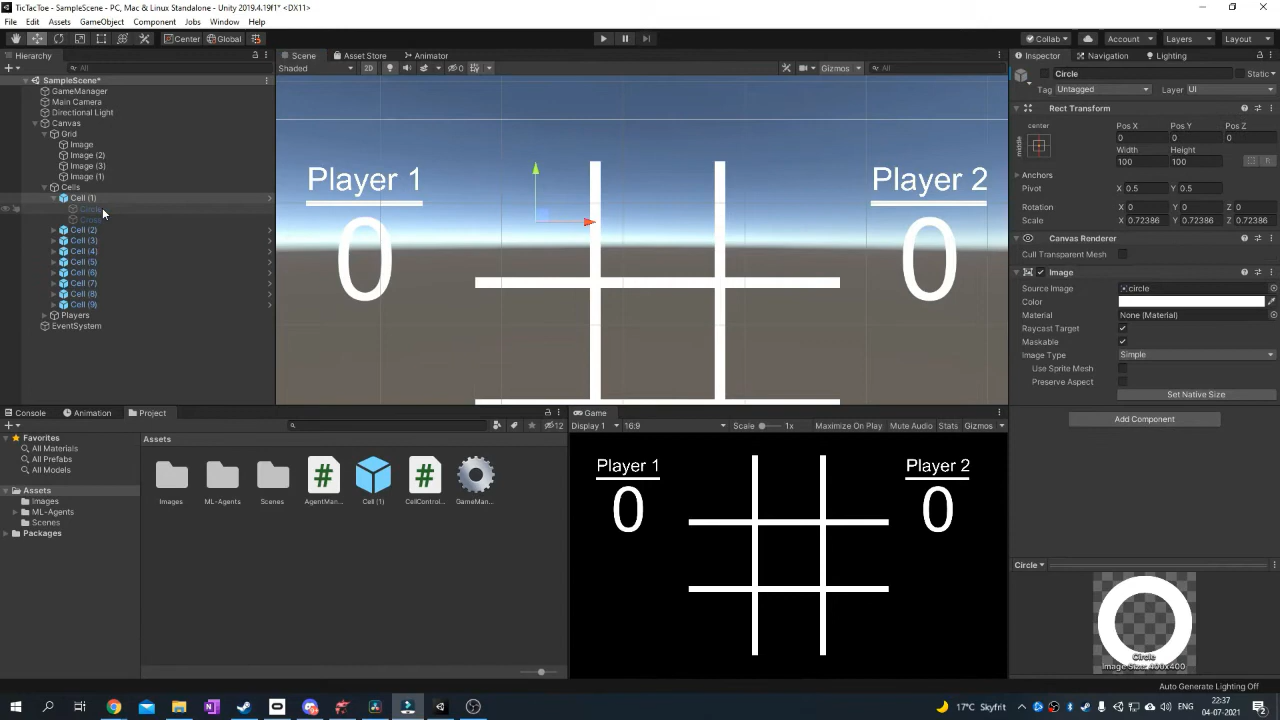 TicTacToe - SampleScene - PC, Mac & Linux Standalone - Unity 2019.4.19f1* <DX11>
File Edit Assets GameObject Component Jobs Window Help
Center Global Collab Account Layers Layout
Hierarchy
All
SampleScene*
GameManager
Main Camera
Directional Light
Canvas
Grid
Image
Image (2)
Image (3)
Image (1)
Cells
Cell (1)
Cell (2)
Cell (3)
Cell (4)
Cell (5)
Cell (6)
Cell (7)
Cell (8)
Cell (9)
Players
EventSystem
Scene Asset Store Animator
Shaded 2D 0 Gizmos All
Player 1
0
Player 2
0
Inspector Navigation Lighting
Circle Static
Tag Untagged Layer UI
Rect Transform
center Pos X Pos Y Pos Z
middle 0 0 0
Width Height
100 100
Anchors
Pivot X 0.5 Y 0.5
Rotation X 0 Y 0 Z 0
Scale X 0.72386 Y 0.72386 Z 0.72386
Canvas Renderer
Cull Transparent Mesh
Image
Source Image circle
Color
Material None (Material)
Raycast Target
Maskable
Image Type Simple
Use Sprite Mesh
Preserve Aspect
Set Native Size
Add Component
Console Animation Project
12
Favorites
All Materials
All Prefabs
All Models
Assets
Images
ML-Agents
Scenes
Packages
Assets
Images ML-Agents Scenes AgentMan... Cell (1) CellControl... GameMan...
Game
Display 1 16:9 Scale 1x Maximize On Play Mute Audio Stats Gizmos
Player 1
0
Player 2
0
Circle
Circle
Image Size: 400x400
Auto Generate Lighting Off
17°C Skyfrit ENG 22:37
04-07-2021
2